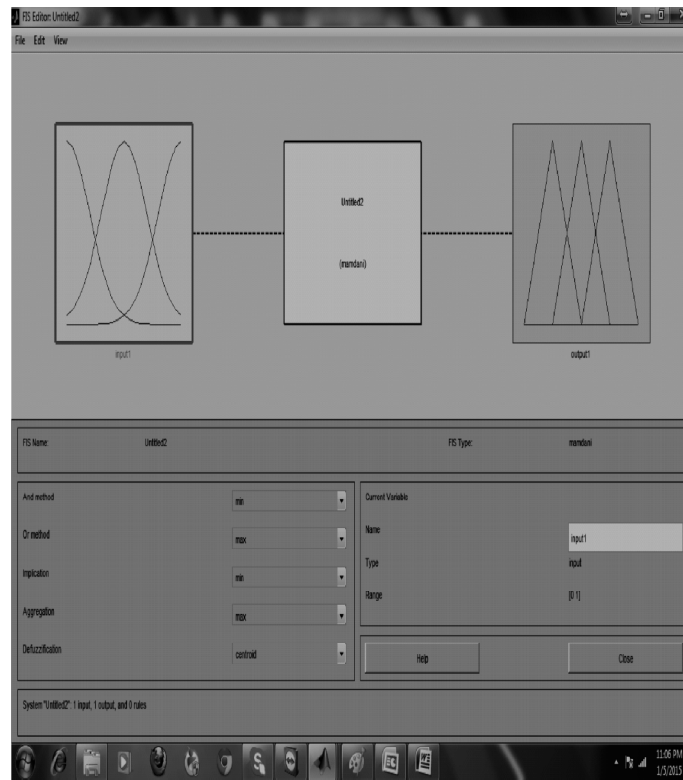 FIS Editor: Untitled2
File Edit View
Untitled2
(mamdani)
input1
output1
FIS Name: Untitled2 FIS Type: mamdani
And method min
Or method max
Implication min
Aggregation max
Defuzzification centroid
Current Variable
Name input1
Type input
Range [0 1]
Help Close
System "Untitled2": 1 input, 1 output, and 0 rules
11:06 PM
1/5/2015